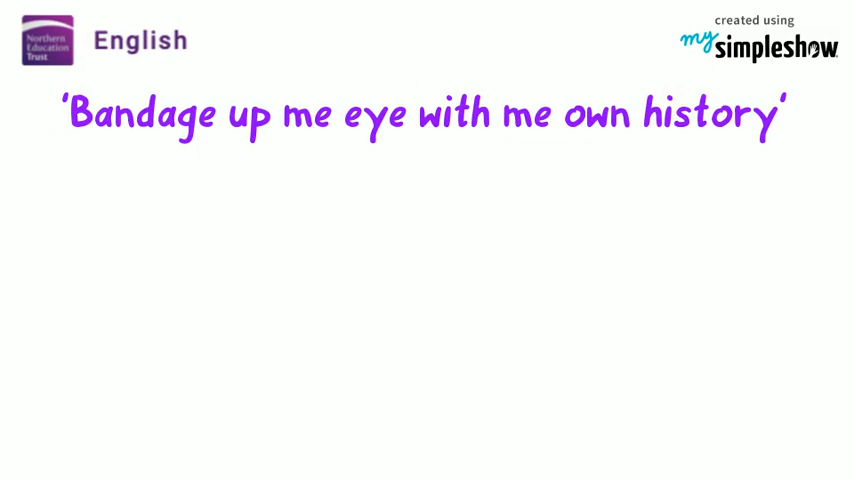 created using
Northern
Education
Trust
English
my simpleshow
'Bandage up me eye with me own history'